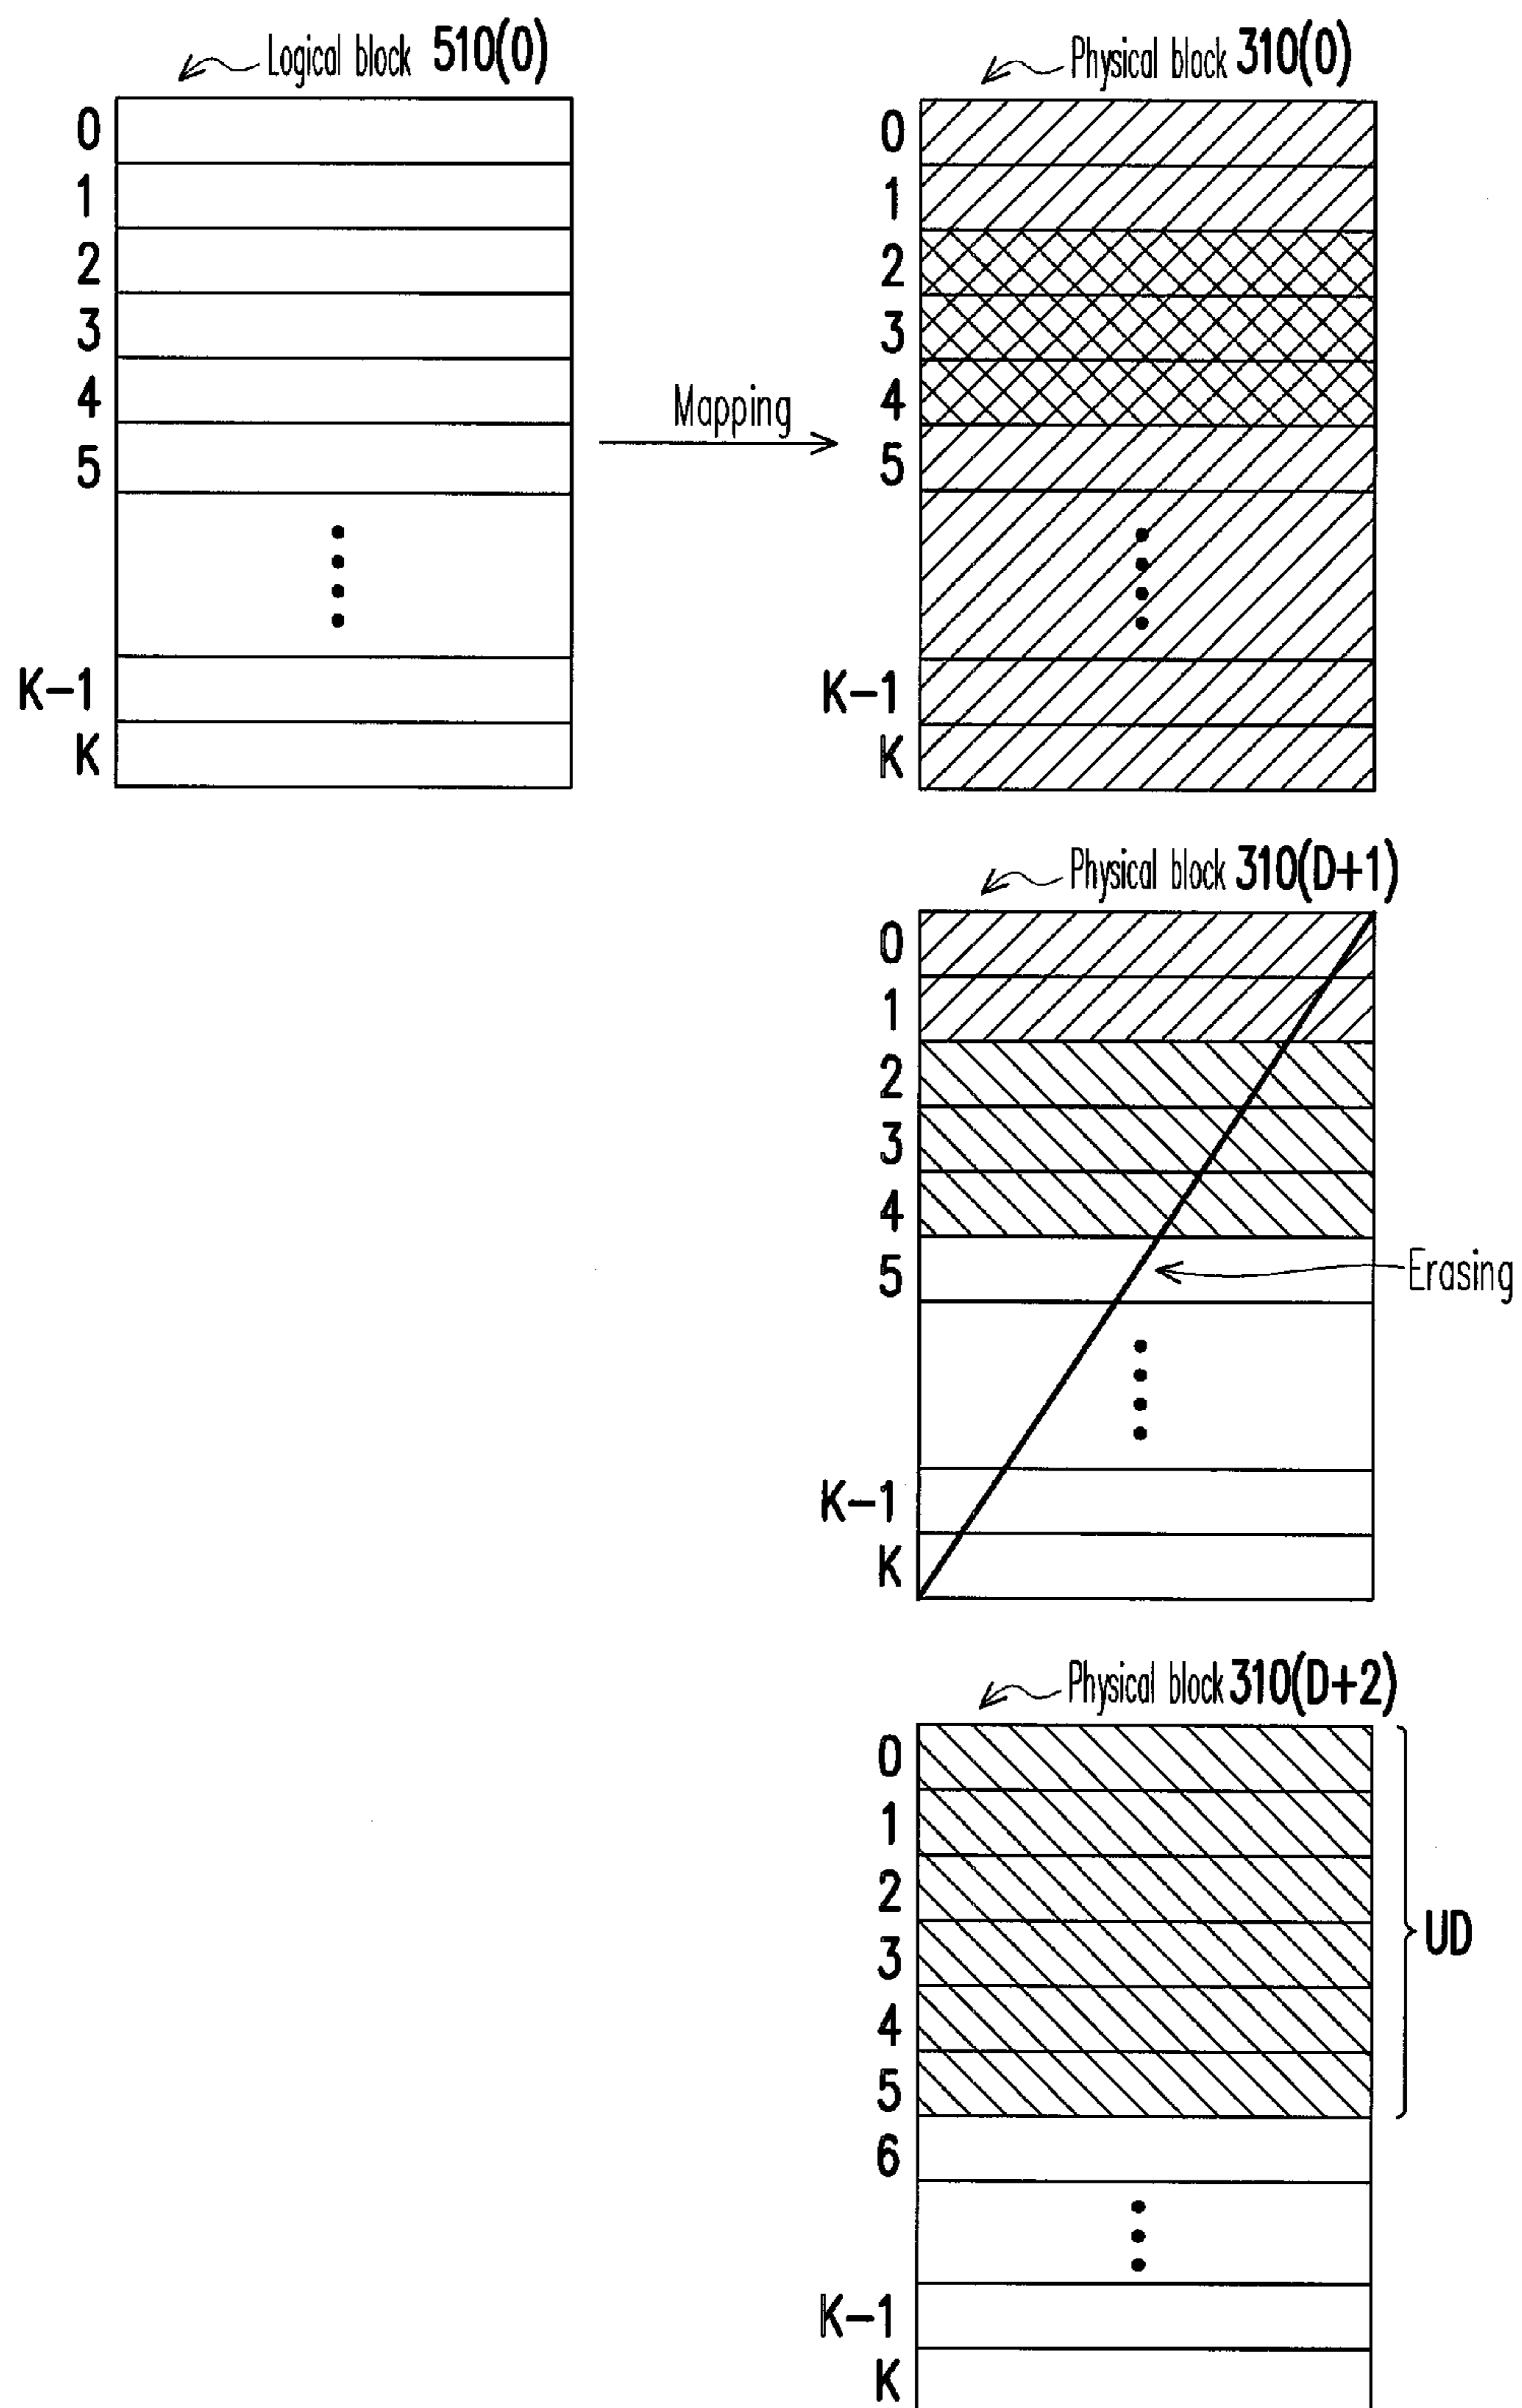 Logical block 510(0)
0
1
2
3
4
5
K-1
K
Mapping
Physical block 310(0)
0
1
2
3
4
5
K-1
K
Physical block 310(D+1)
0
1
2
3
4
5
K-1
K
Erasing
Physical block 310(D+2)
0
1
2
3
4
5
6
K-1
K
UD